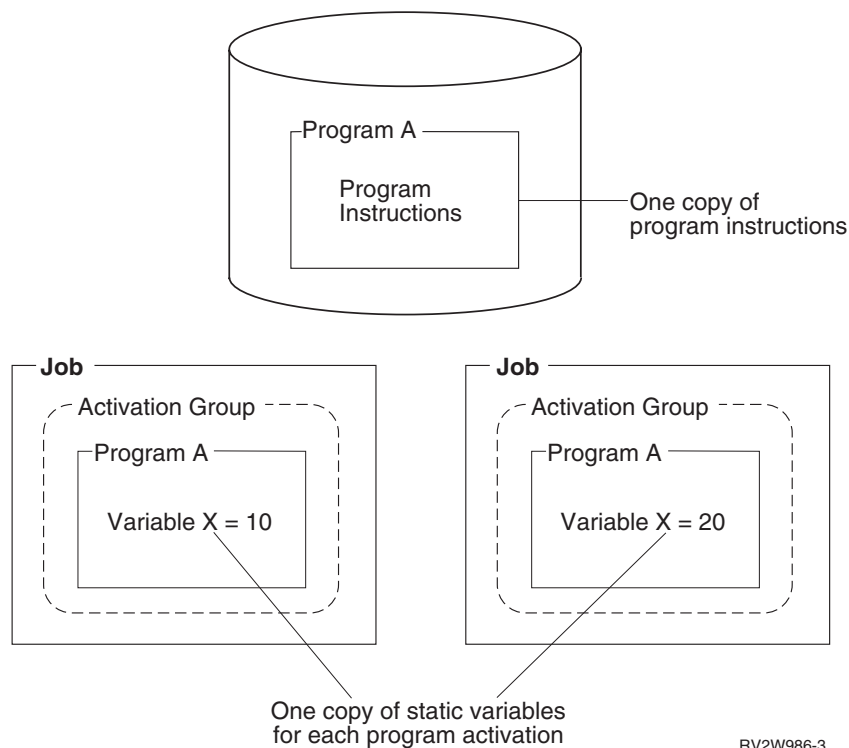 Program A
Program
Instructions
One copy of
program instructions
Job
Activation Group
Program A
Variable X = 10
Job
Activation Group
Program A
Variable X = 20
One copy of static variables
for each program activation
RV2W986-3